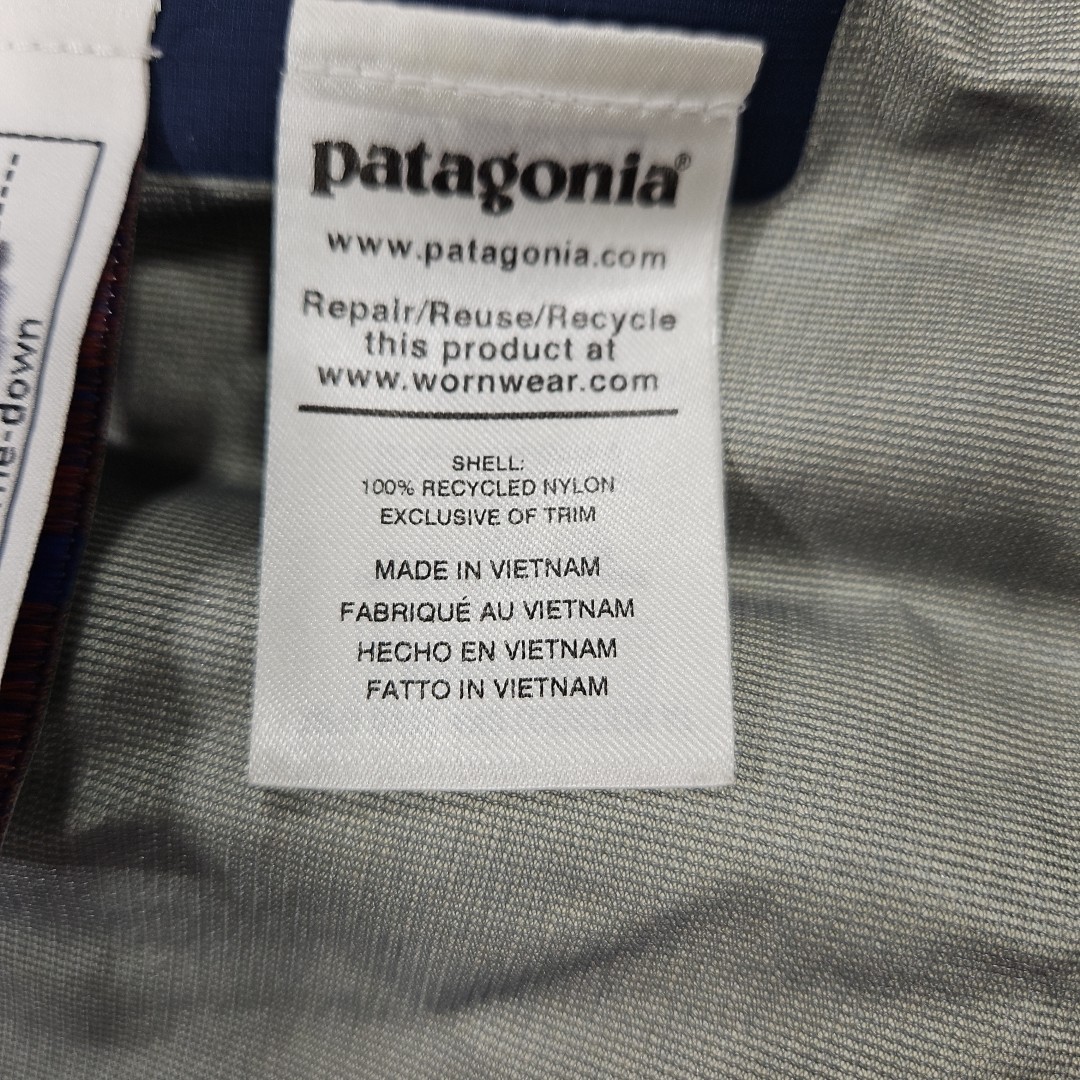 patagonia®
www.patagonia.com
Repair/Reuse/Recycle
this product at
www.wornwear.com
SHELL:
100% RECYCLED NYLON
EXCLUSIVE OF TRIM
MADE IN VIETNAM
FABRIQUÉ AU VIETNAM
HECHO EN VIETNAM
FATTO IN VIETNAM